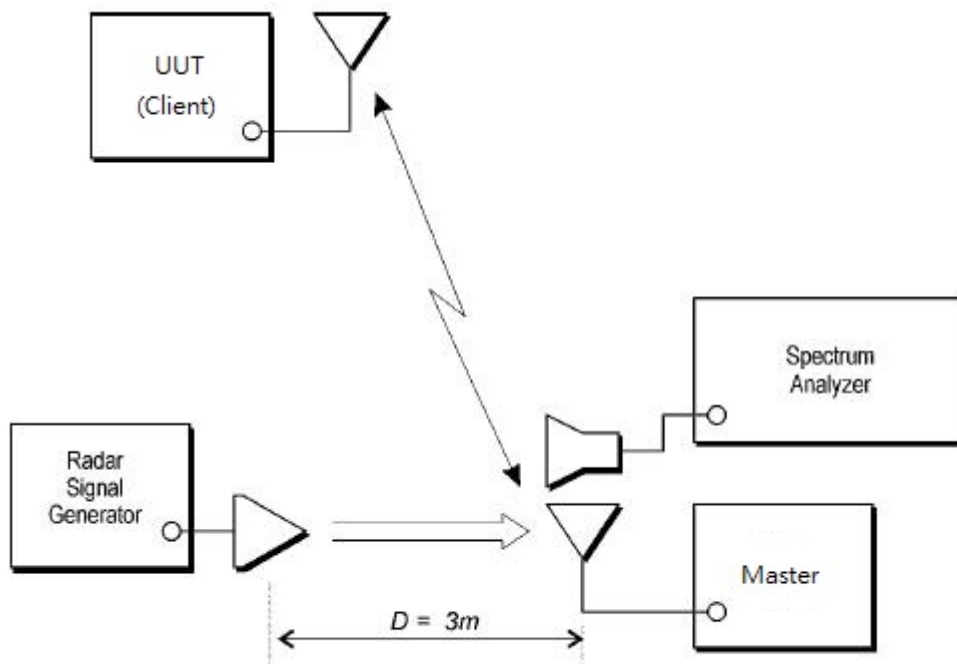 UUT
(Client)
Spectrum
Analyzer
Radar
Signal
Generator
Master
D = 3m